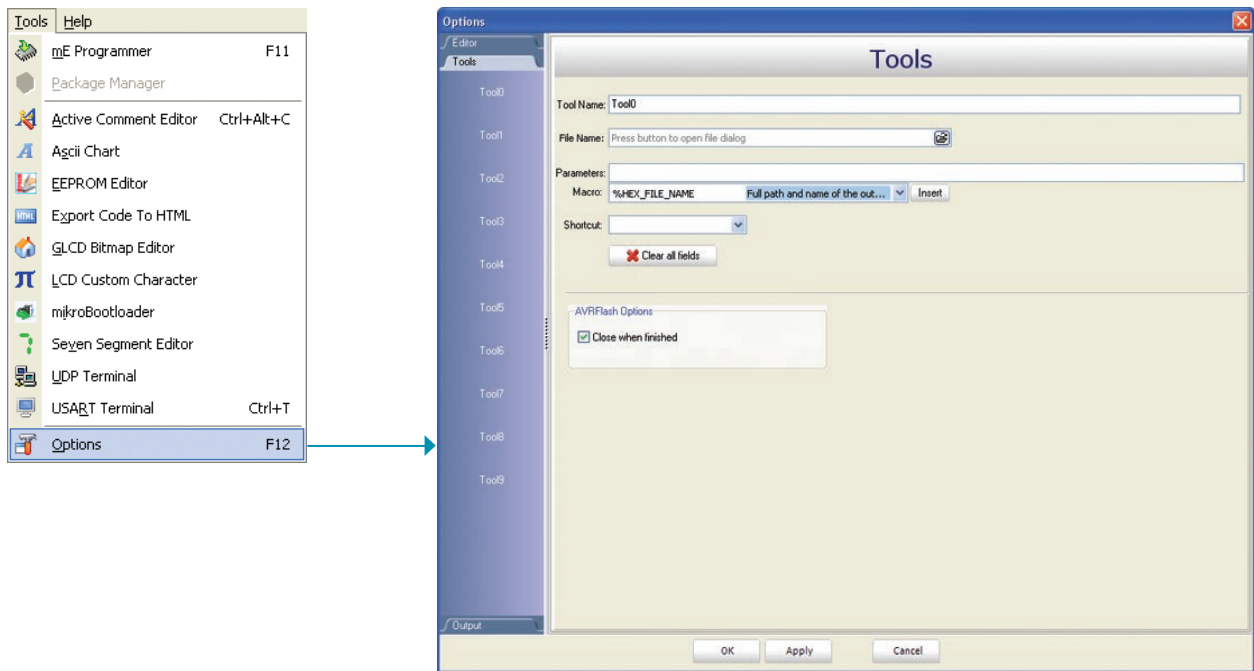 Tools Help
mE Programmer F11
Package Manager
Active Comment Editor Ctrl+Alt+C
Ascii Chart
EEPROM Editor
HTML Export Code To HTML
GLCD Bitmap Editor
LCD Custom Character
mikroBootloader
Seven Segment Editor
UDP Terminal
USART Terminal Ctrl+T
Options F12
Options
Editor
Tools
Tool0
Tool1
Tool2
Tool3
Tool4
Tool5
Tool6
Tool7
Tool8
Tool9
Output
Tools
Tool Name: Tool0
File Name: Press button to open file dialog
Parameters:
Macro: %HEX_FILE_NAME Full path and name of the out... Insert
Shortcut:
Clear all fields
AVRFlash Options
Close when finished
OK Apply Cancel